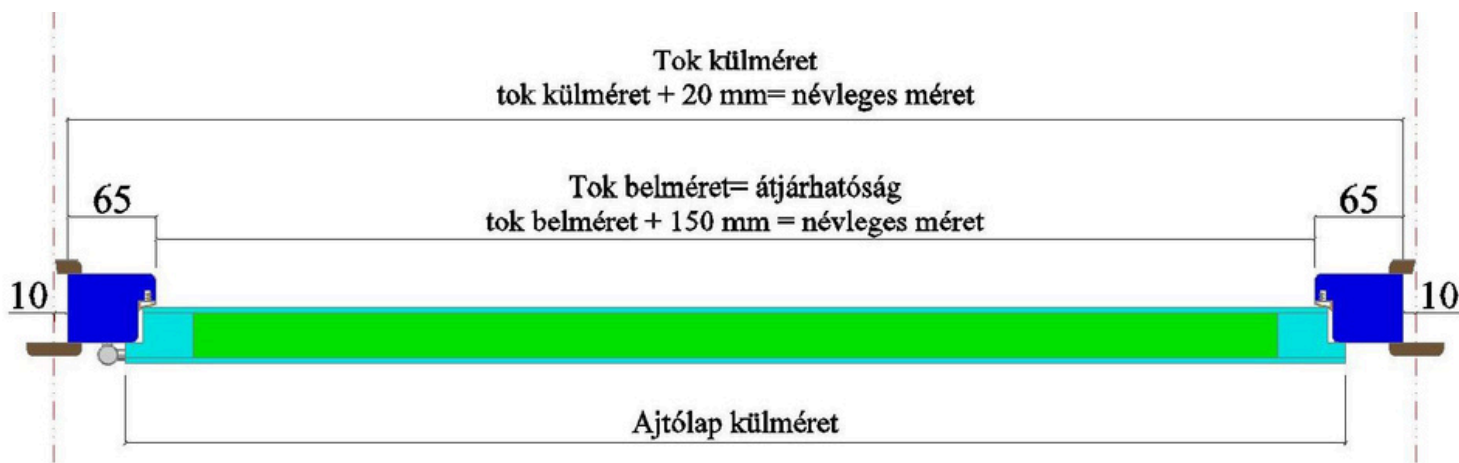 Tok külméret
tok külméret + 20 mm= névleges méret
Tok belméret= átjárhatóság
tok belméret + 150 mm = névleges méret
65
65
10
10
Ajtólap külméret